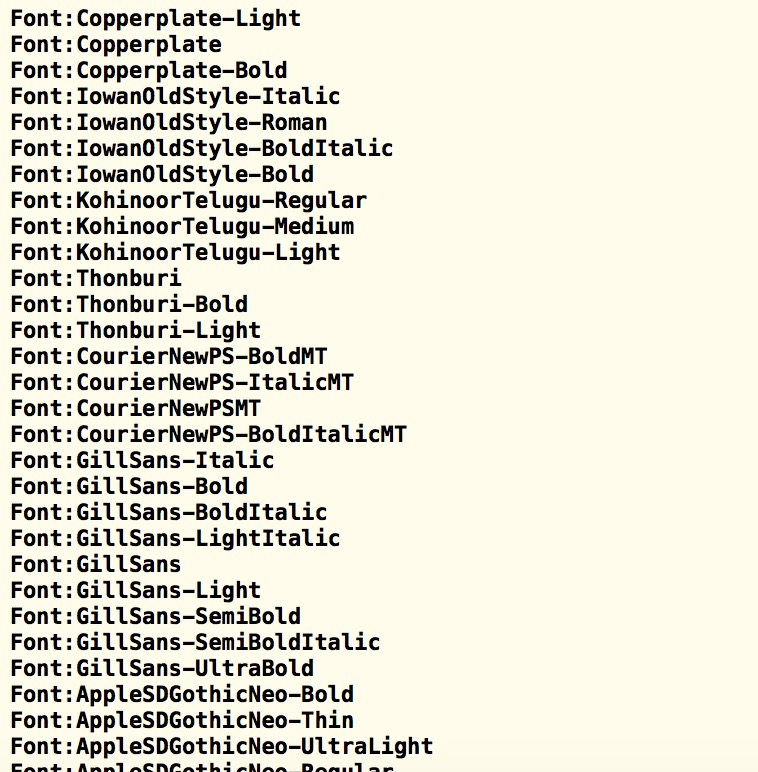 Font:Copperplate-Light
Font:Copperplate
Font:Copperplate-Bold
Font:IowanOldStyle-Italic
Font:IowanOldStyle-Roman
Font:IowanOldStyle-BoldItalic
Font:IowanOldStyle-Bold
Font:KohinoorTelugu-Regular
Font:KohinoorTelugu-Medium
Font:KohinoorTelugu-Light
Font:Thonburi
Font:Thonburi-Bold
Font:Thonburi-Light
Font:CourierNewPS-BoldMT
Font:CourierNewPS-ItalicMT
Font:CourierNewPSMT
Font:CourierNewPS-BoldItalicMT
Font:GillSans-Italic
Font:GillSans-Bold
Font:GillSans-BoldItalic
Font:GillSans-LightItalic
Font:GillSans
Font:GillSans-Light
Font:GillSans-SemiBold
Font:GillSans-SemiBoldItalic
Font:GillSans-UltraBold
Font:AppleSDGothicNeo-Bold
Font:AppleSDGothicNeo-Thin
Font:AppleSDGothicNeo-UltraLight
Font:AppleSDGothicNeo-Regular